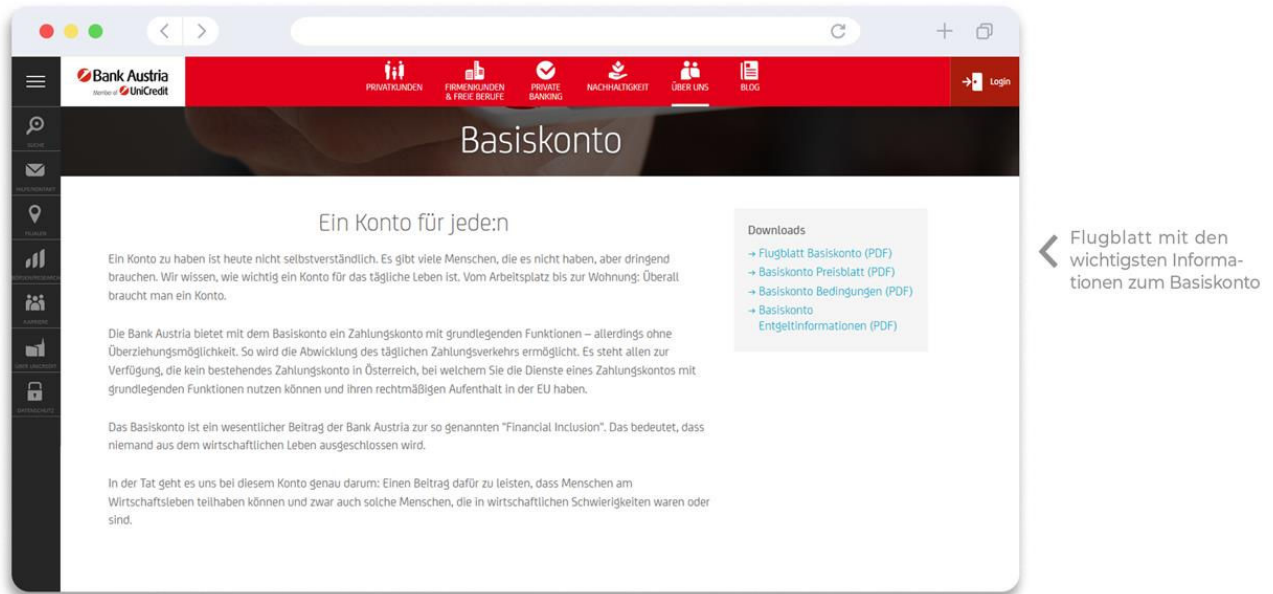 Bank Austria
Member of UniCredit
PRIVATKUNDEN
FIRMENKUNDEN
& FREIE BERUFE
PRIVATE
BANKING
NACHHALTIGKEIT
ÜBER UNS
BLOG
Login
SUCHE
HILFE/KONTAKT
FILIALEN
KARRIERE
ÜBER UNICREDIT
DATENSCHUTZ
Basiskonto
Ein Konto für jede:n
Ein Konto zu haben ist heute nicht selbstverständlich. Es gibt viele Menschen, die es nicht haben, aber dringend
brauchen. Wir wissen, wie wichtig ein Konto für das tägliche Leben ist. Vom Arbeitsplatz bis zur Wohnung: Überall
braucht man ein Konto.
Die Bank Austria bietet mit dem Basiskonto ein Zahlungskonto mit grundlegenden Funktionen – allerdings ohne
Überziehungsmöglichkeit. So wird die Abwicklung des täglichen Zahlungsverkehrs ermöglicht. Es steht allen zur
Verfügung, die kein bestehendes Zahlungskonto in Österreich, bei welchem Sie die Dienste eines Zahlungskontos mit
grundlegenden Funktionen nutzen können und ihren rechtmäßigen Aufenthalt in der EU haben.
Das Basiskonto ist ein wesentlicher Beitrag der Bank Austria zur so genannten "Financial Inclusion". Das bedeutet, dass
niemand aus dem wirtschaftlichen Leben ausgeschlossen wird.
In der Tat geht es uns bei diesem Konto genau darum: Einen Beitrag dafür zu leisten, dass Menschen am
Wirtschaftsleben teilhaben können und zwar auch solche Menschen, die in wirtschaftlichen Schwierigkeiten waren oder
sind.
Downloads
→ Flugblatt Basiskonto (PDF)
→ Basiskonto Preisblatt (PDF)
→ Basiskonto Bedingungen (PDF)
→ Basiskonto
Entgeltinformationen (PDF)
Flugblatt mit den
wichtigsten Informa-
tionen zum Basiskonto